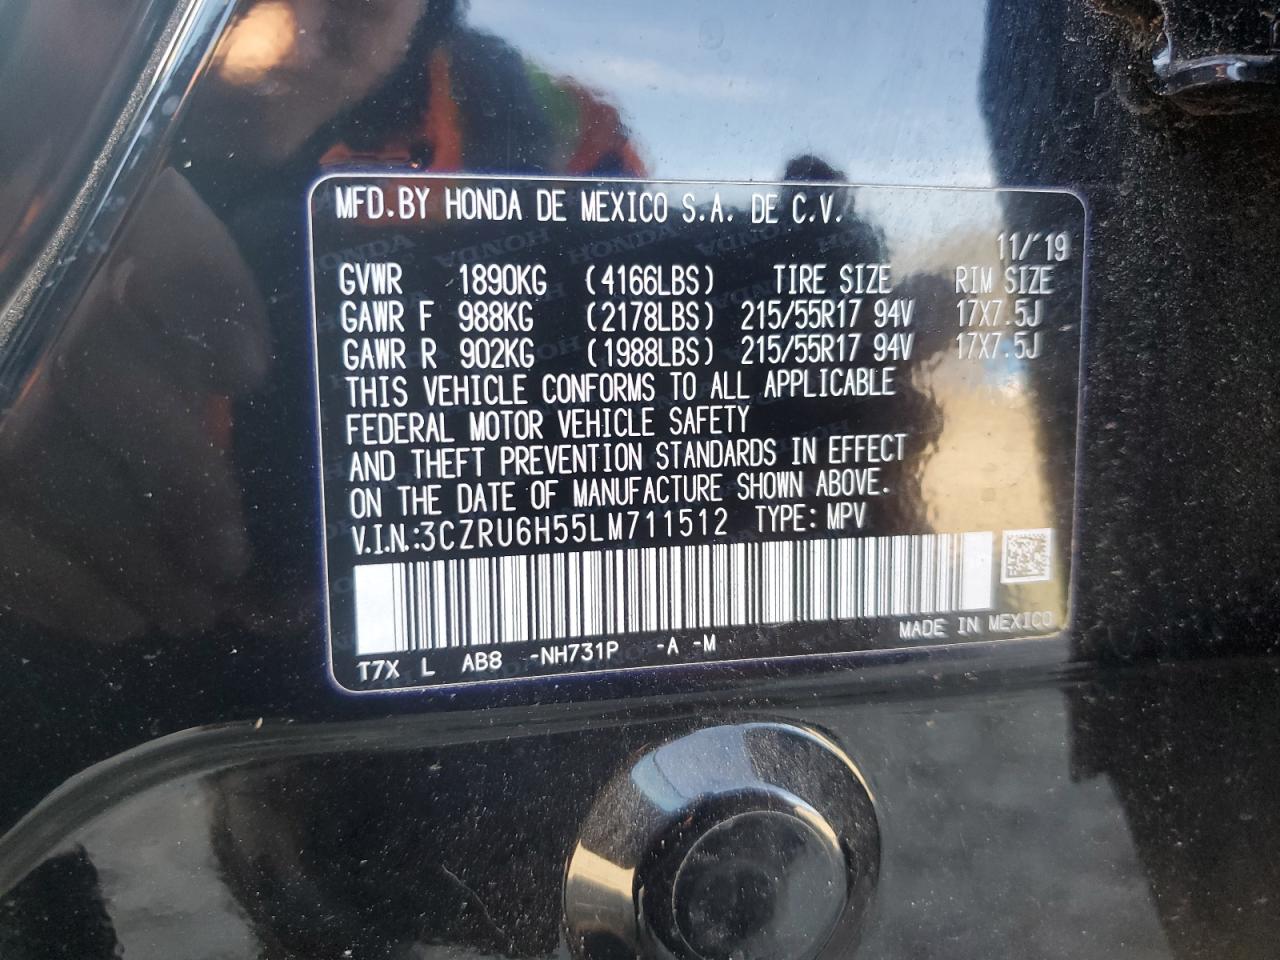 MFD.BY HONDA DE MEXICO S.A. DE C.V.
11/'19
GVWR 1890KG (4166LBS) TIRE SIZE RIM SIZE
GAWR F 988KG (2178LBS) 215/55R17 94V 17X7.5J
GAWR R 902KG (1988LBS) 215/55R17 94V 17X7.5J
THIS VEHICLE CONFORMS TO ALL APPLICABLE
FEDERAL MOTOR VEHICLE SAFETY
AND THEFT PREVENTION STANDARDS IN EFFECT
ON THE DATE OF MANUFACTURE SHOWN ABOVE.
V.I.N.:3CZRU6H55LM711512 TYPE: MPV
MADE IN MEXICO
T7X L AB8 -NH731P -A -M